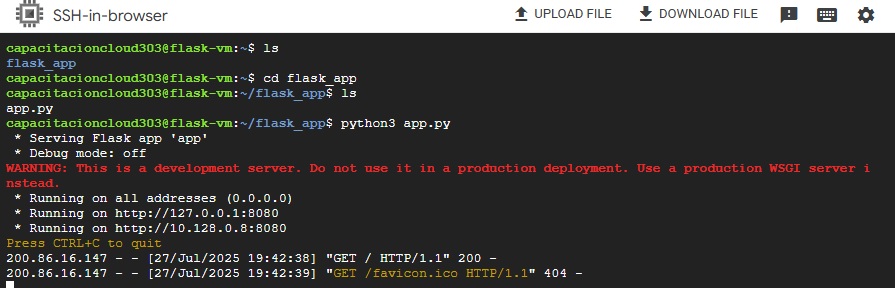 SSH-in-browser
UPLOAD FILE
DOWNLOAD FILE
capacitacioncloud303@flask-vm:~$ ls
flask_app
capacitacioncloud303@flask-vm:~$ cd flask_app
capacitacioncloud303@flask-vm:~/flask_app$ ls
app.py
capacitacioncloud303@flask-vm:~/flask_app$ python3 app.py
 * Serving Flask app 'app'
 * Debug mode: off
WARNING: This is a development server. Do not use it in a production deployment. Use a production WSGI server i
nstead.
 * Running on all addresses (0.0.0.0)
 * Running on http://127.0.0.1:8080
 * Running on http://10.128.0.8:8080
Press CTRL+C to quit
200.86.16.147 - - [27/Jul/2025 19:42:38] "GET / HTTP/1.1" 200 -
200.86.16.147 - - [27/Jul/2025 19:42:39] "GET /favicon.ico HTTP/1.1" 404 -